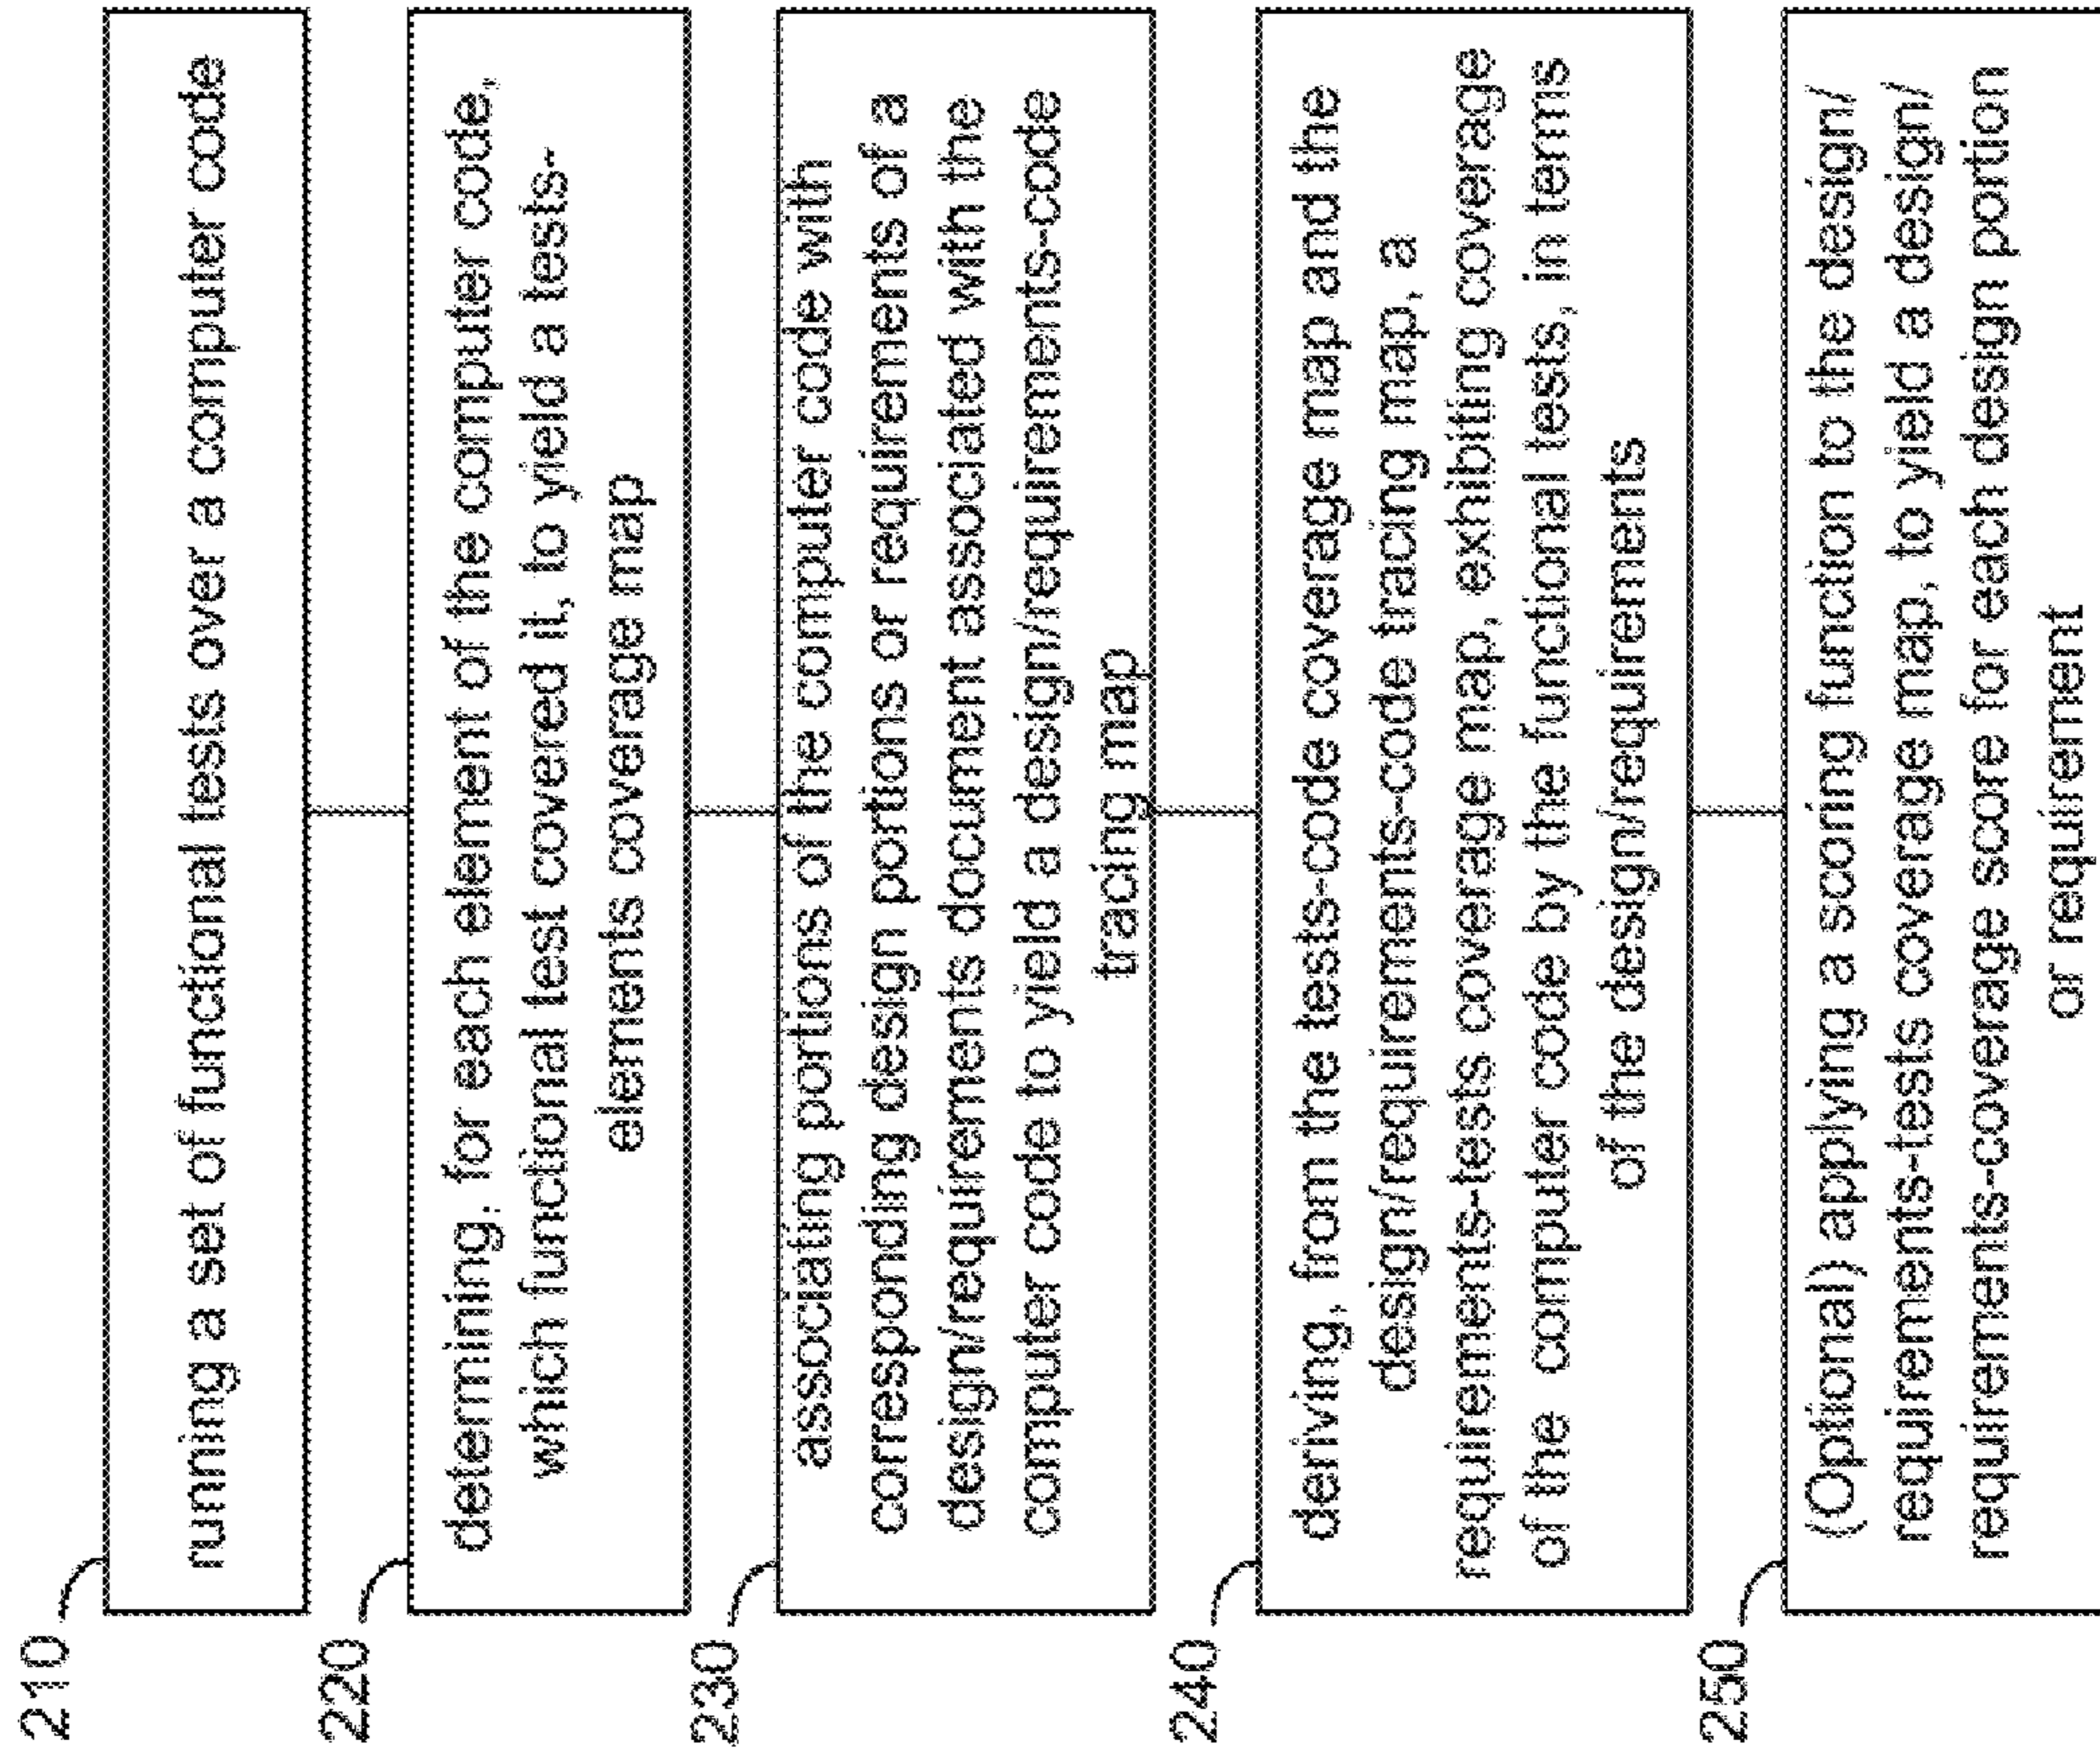 210
running a set of functional tests over a computer code
220
determining, for each element of the computer code,
which functional test covered it, to yield a tests-
elements coverage map
230
associating portions of the computer code with
corresponding design portions or requirements of a
design/requirements document associated with the
computer code to yield a design/requirements-code
tracing map
240
deriving, from the tests-code coverage map and the
design/requirements-code tracing map, a
requirements-tests coverage map, exhibiting coverage
of the computer code by the functional tests, in terms
of the design/requirements
250
(Optional) applying a scoring function to the design/
requirements-tests coverage map, to yield a design/
requirements-coverage score for each design portion
or requirement